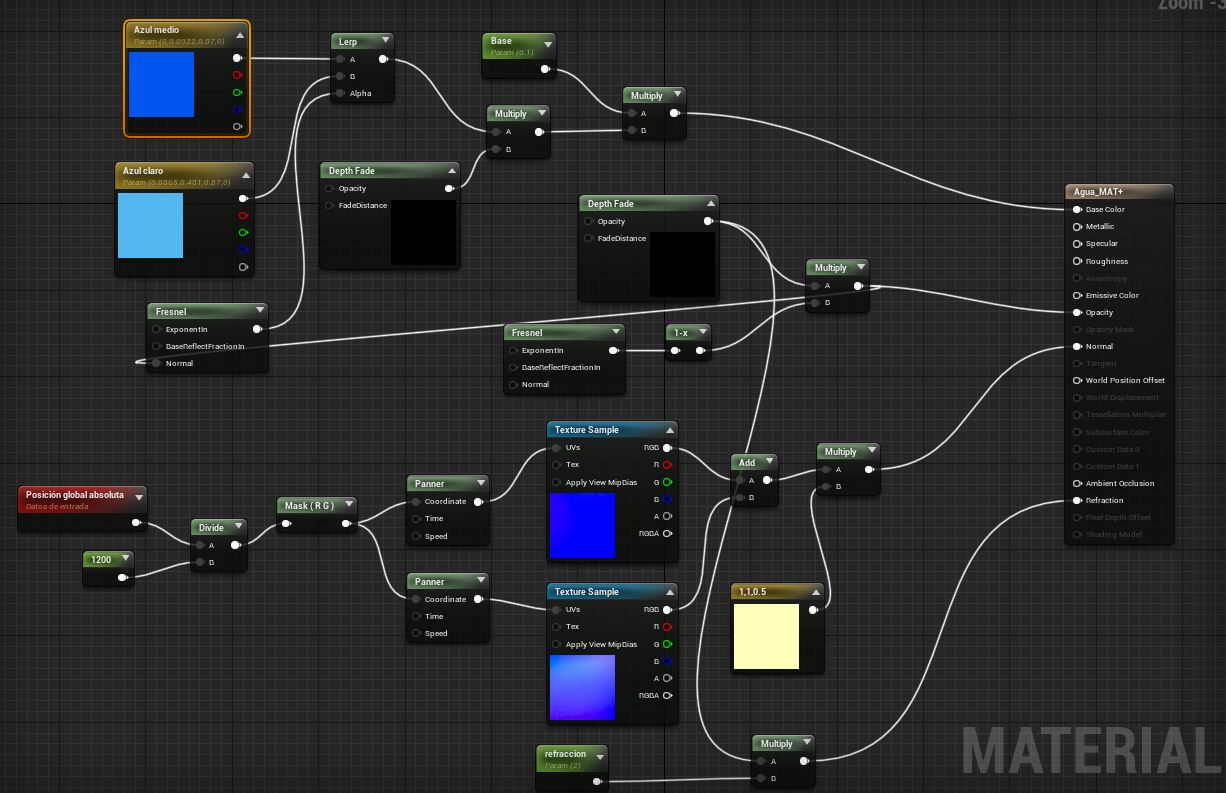 Zoom -3
Azul medio
Param (0,0.0922,0.87,0)
Lerp
A
B
Alpha
Base
Param (0.1)
Multiply
A
B
Multiply
A
B
Azul claro
Param (0.0865,0.481,0.87,0)
Depth Fade
Opacity
FadeDistance
Depth Fade
Opacity
FadeDistance
Multiply
A
B
Fresnel
ExponentIn
BaseReflectFractionIn
Normal
Fresnel
ExponentIn
BaseReflectFractionIn
Normal
1-x
Agua_MAT+
Base Color
Metallic
Specular
Roughness
Anisotropy
Emissive Color
Opacity
Opacity Mask
Normal
Tangent
World Position Offset
World Displacement
Tessellation Multiplier
Subsurface Color
Custom Data 0
Custom Data 1
Ambient Occlusion
Refraction
Pixel Depth Offset
Shading Model
Posición global absoluta
Datos de entrada
1200
Divide
A
B
Mask ( R G )
Panner
Coordinate
Time
Speed
Panner
Coordinate
Time
Speed
Texture Sample
UVs RGB
Tex R
Apply View MipBias G
B
A
RGBA
Texture Sample
UVs RGB
Tex R
Apply View MipBias G
B
A
RGBA
Add
A
B
Multiply
A
B
1,1,0.5
refraccion
Param (2)
Multiply
A
B
MATERIAL